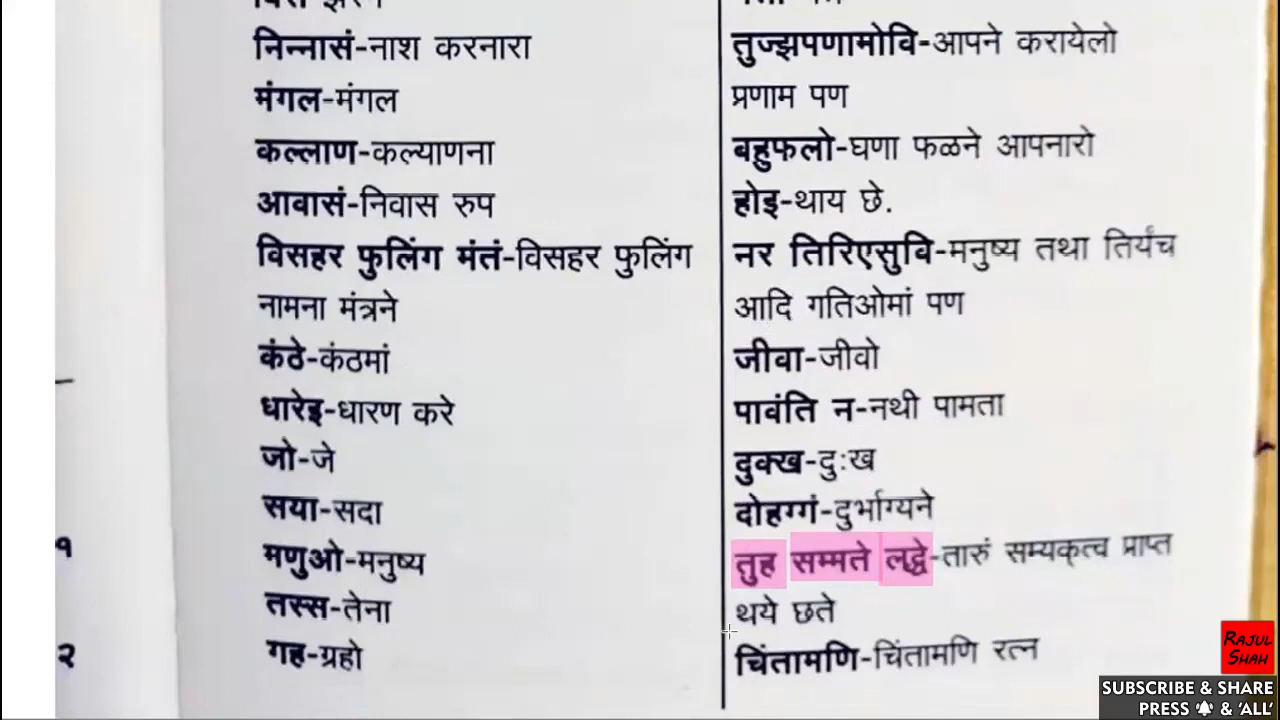 निन्नासं-नाश करनारा
मंगल-मंगल
कल्लाण-कल्याणना
आवासं-निवास रुप
विसहर फुलिंग मंतं-विसहर फुलिंग
नामना मंत्रने
कंठे-कंठमां
धारेइ-धारण करे
जो-जे
सया-सदा
मणुओ-मनुष्य
तस्स-तेना
गह-ग्रहो
तुज्झपणामोवि-आपने करायेलो
प्रणाम पण
बहुफलो-घणा फळने आपनारो
होइ-थाय छे.
नर तिरिएसुवि-मनुष्य तथा तिर्यंच
आदि गतिओमां पण
जीवा-जीवो
पावंति न-नथी पामता
दुक्ख-दुःख
दोहग्गं-दुर्भाग्यने
तुह सम्मते लद्धे-तारुं सम्यक्त्व प्राप्त
थये छते
चिंतामणि-चिंतामणि रत्न
१
२
RAJUL
SHAH
SUBSCRIBE & SHARE
PRESS & 'ALL'